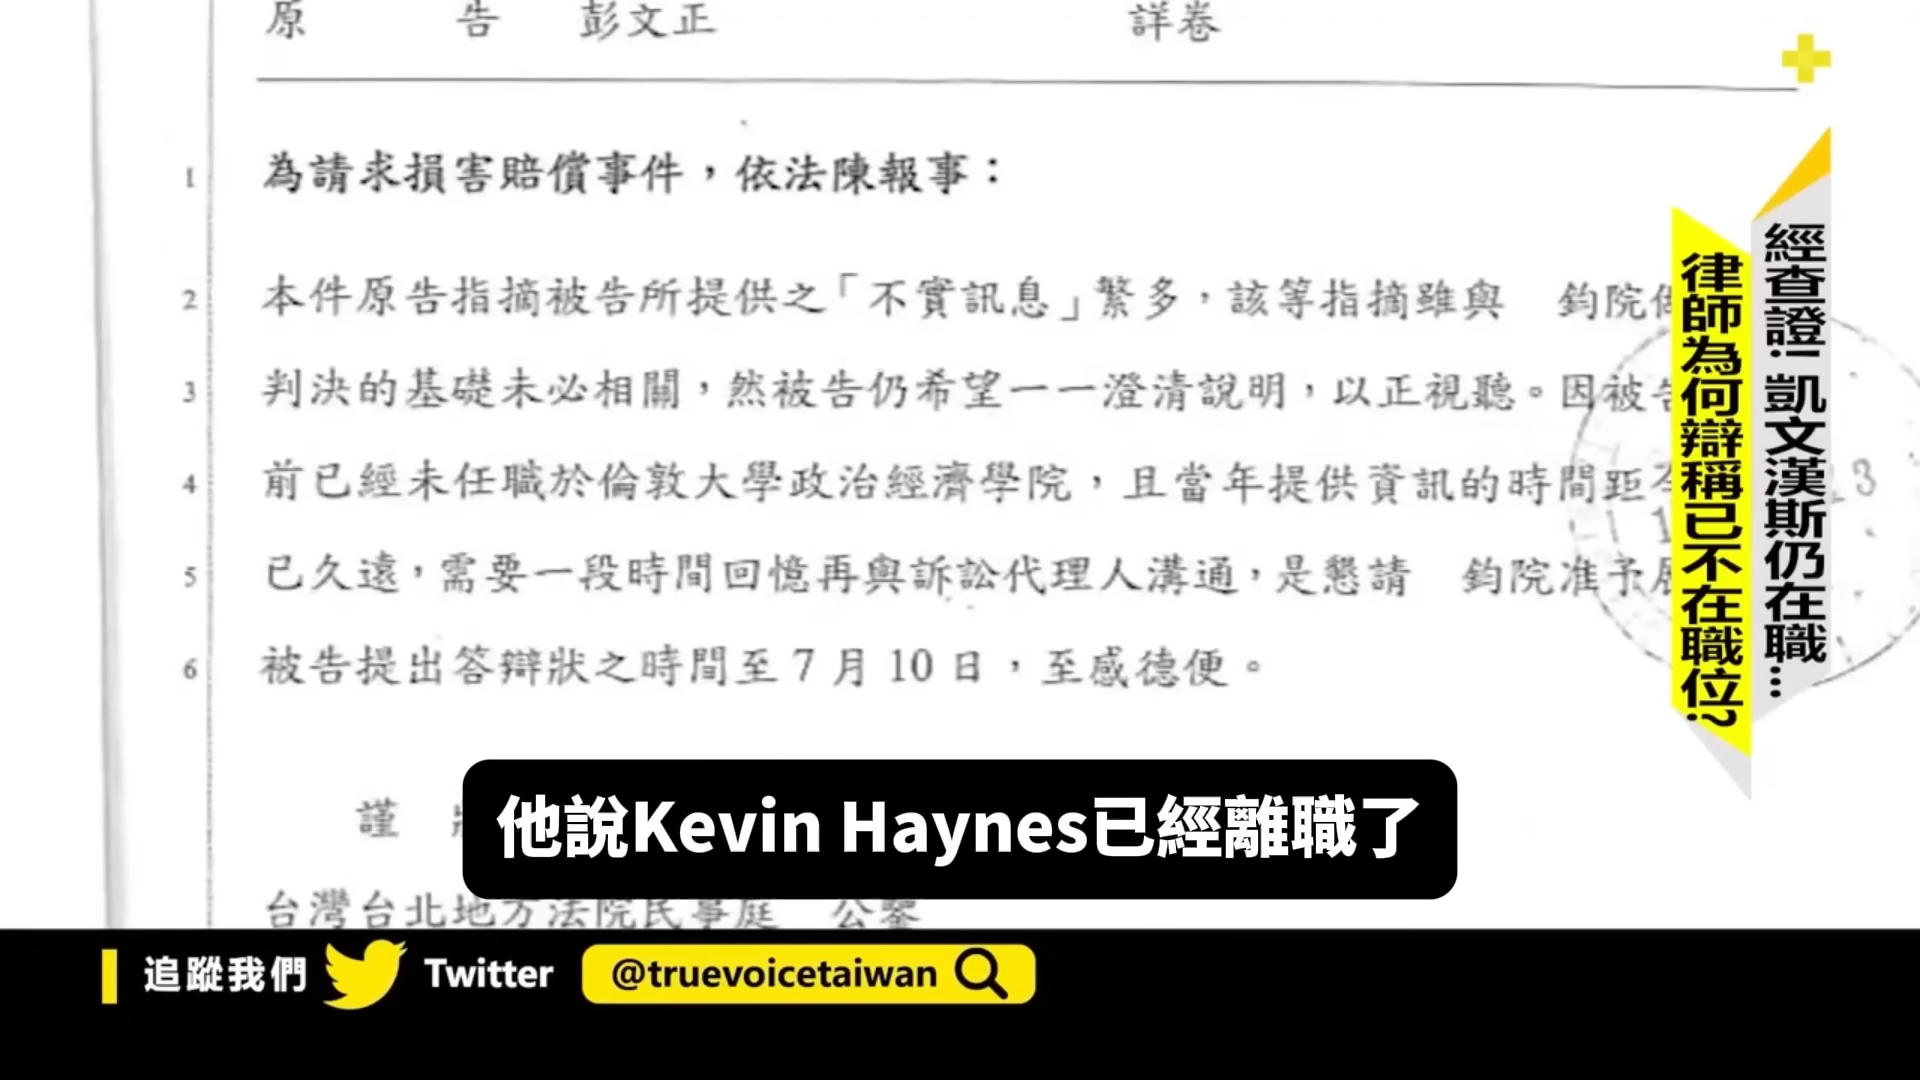 原 告 彭文正 詳卷
1 為請求損害賠償事件，依法陳報事：
2 本件原告指摘被告所提供之「不實訊息」繁多，該等指摘雖與 鈞院
3 判決的基礎未必相關，然被告仍希望一一澄清說明，以正視聽。因被告
4 前已經未任職於倫敦大學政治經濟學院，且當年提供資訊的時間距
5 已久遠，需要一段時間回憶再與訴訟代理人溝通，是懇請 鈞院准予
6 被告提出答辯狀之時間至 7 月 10 日，至感德便。
謹
台灣台北地方法院民事庭 公鑒
經查證！凱文漢斯仍在職…
律師為何辯稱已不在職位!?
他說Kevin Haynes已經離職了
追蹤我們 Twitter @truevoicetaiwan